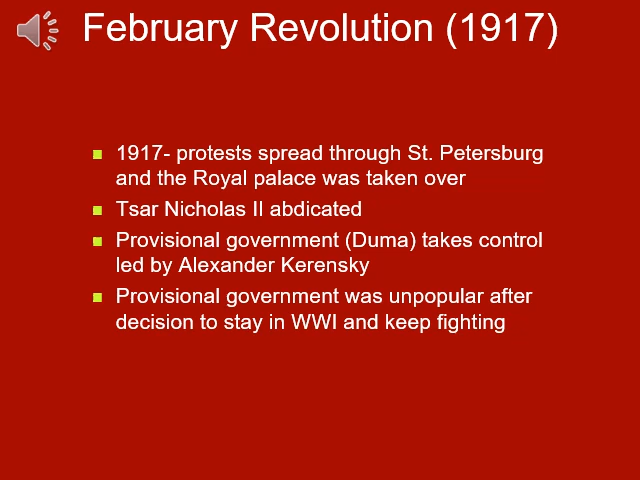 February Revolution (1917)
1917- protests spread through St. Petersburg
and the Royal palace was taken over
Tsar Nicholas II abdicated
Provisional government (Duma) takes control
led by Alexander Kerensky
Provisional government was unpopular after
decision to stay in WWI and keep fighting